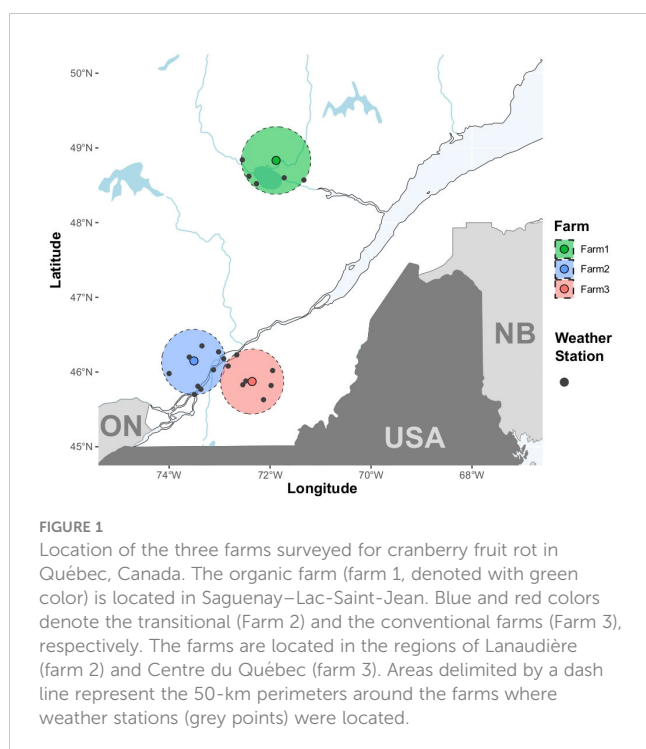 50°N
49°N
48°N
47°N
46°N
45°N
Latitude
74°W 72°W 70°W 68°W
Longitude
ON
USA
NB
Farm
Farm1
Farm2
Farm3
Weather
Station
FIGURE 1
Location of the three farms surveyed for cranberry fruit rot in
Québec, Canada. The organic farm (farm 1, denoted with green
color) is located in Saguenay–Lac-Saint-Jean. Blue and red colors
denote the transitional (Farm 2) and the conventional farms (Farm 3),
respectively. The farms are located in the regions of Lanaudière
(farm 2) and Centre du Québec (farm 3). Areas delimited by a dash
line represent the 50-km perimeters around the farms where
weather stations (grey points) were located.